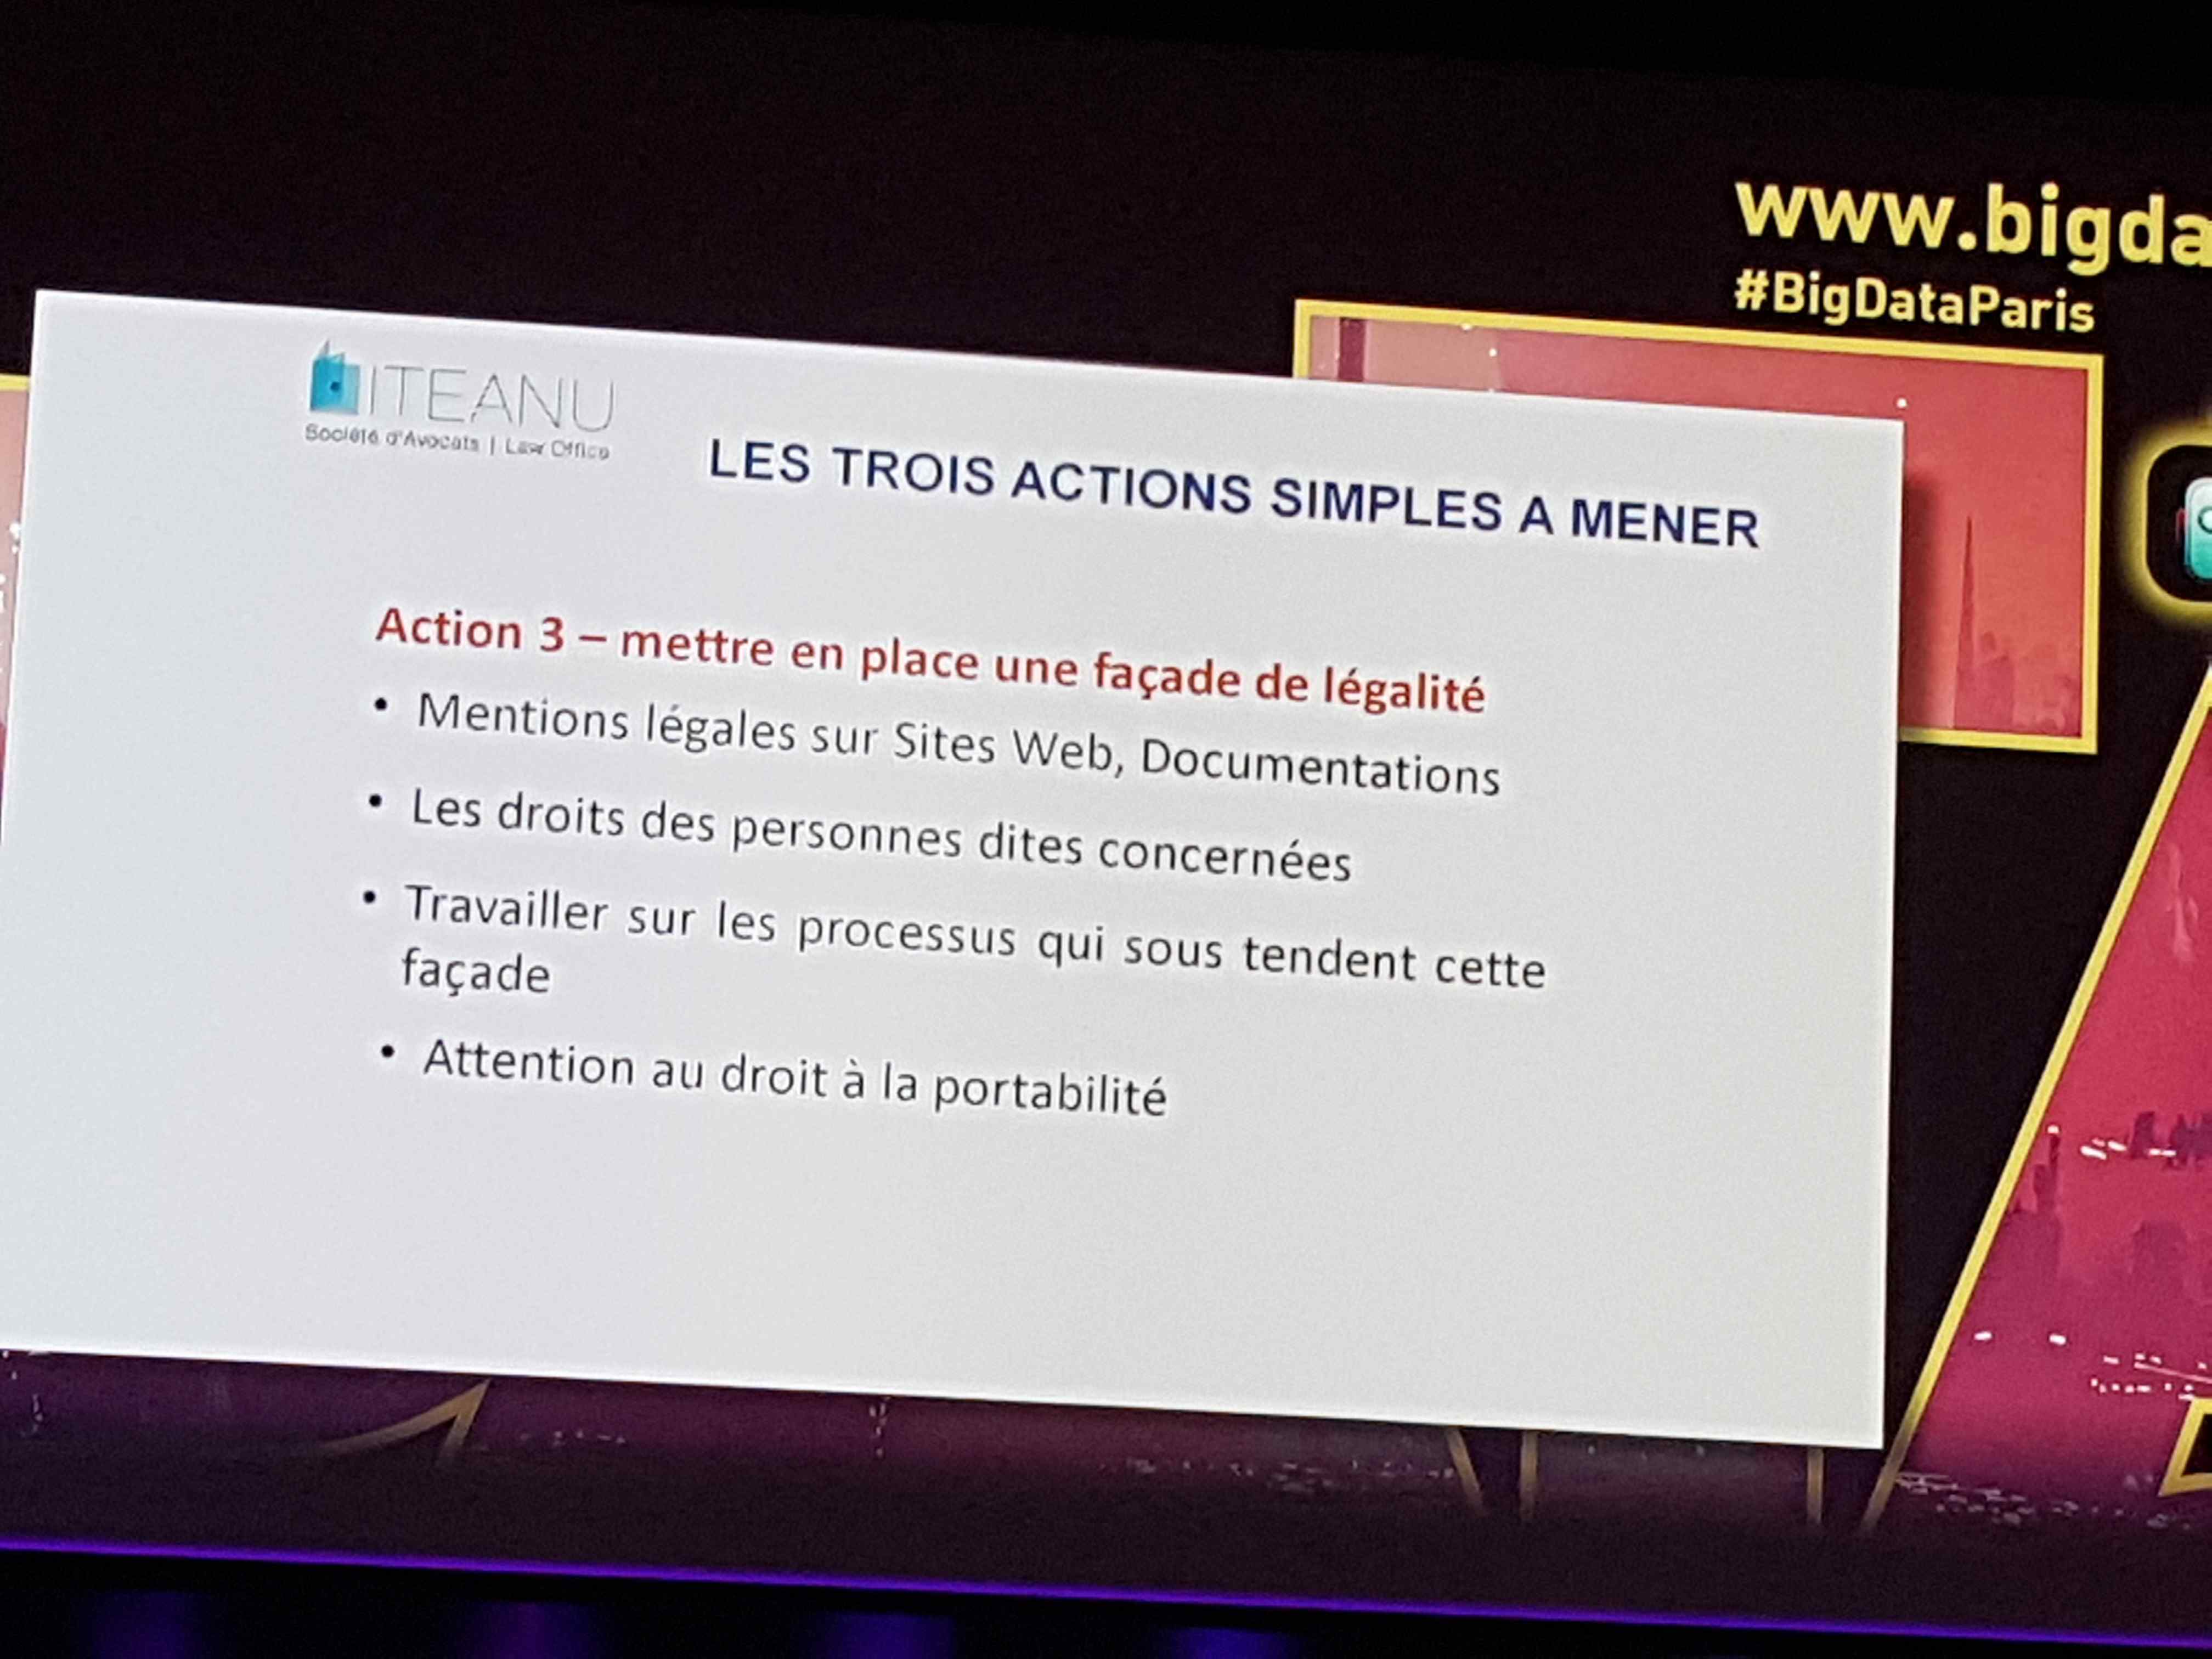 www.bigda
#BigDataParis
ITEANU
Société d'Avocats | Law Office
LES TROIS ACTIONS SIMPLES A MENER
Action 3 – mettre en place une façade de légalité
• Mentions légales sur Sites Web, Documentations
• Les droits des personnes dites concernées
• Travailler sur les processus qui sous tendent cette
façade
• Attention au droit à la portabilité